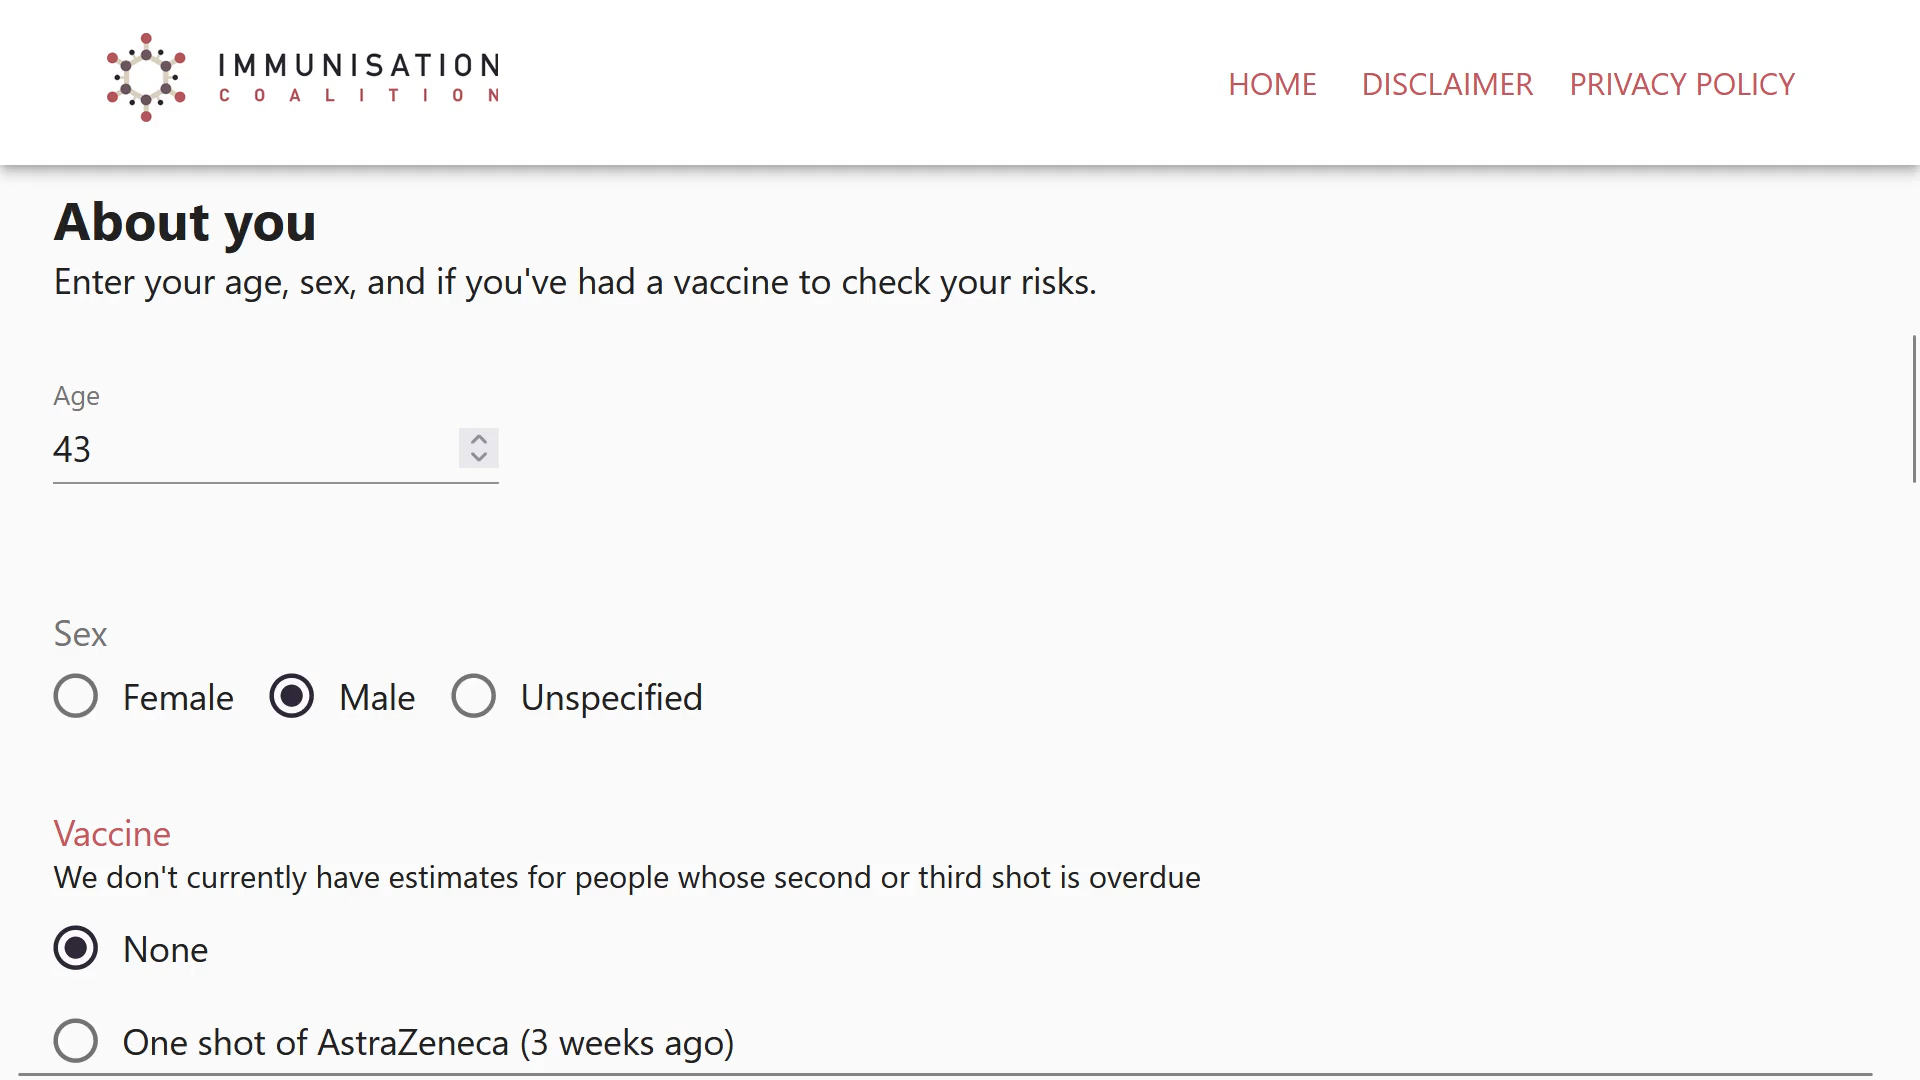 IMMUNISATION
COALITION
HOME DISCLAIMER PRIVACY POLICY
About you
Enter your age, sex, and if you've had a vaccine to check your risks.
Age
43
Sex
Female Male Unspecified
Vaccine
We don't currently have estimates for people whose second or third shot is overdue
None
One shot of AstraZeneca (3 weeks ago)